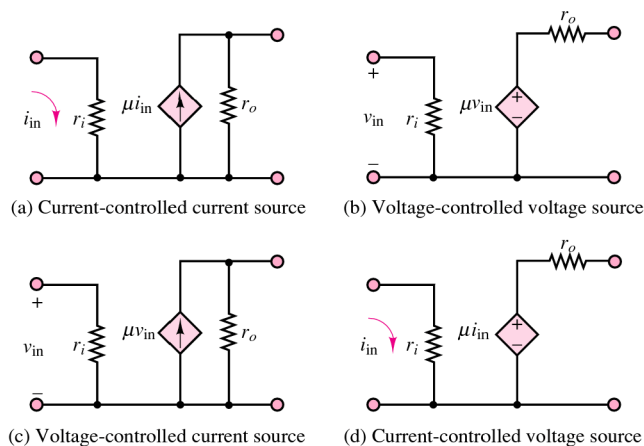 r_o
+
i_in r_i μi_in r_o
v_in r_i μv_in + −
−
(a) Current-controlled current source
(b) Voltage-controlled voltage source
r_o
+
v_in r_i μv_in r_o
i_in r_i μi_in + −
−
(c) Voltage-controlled current source
(d) Current-controlled voltage source